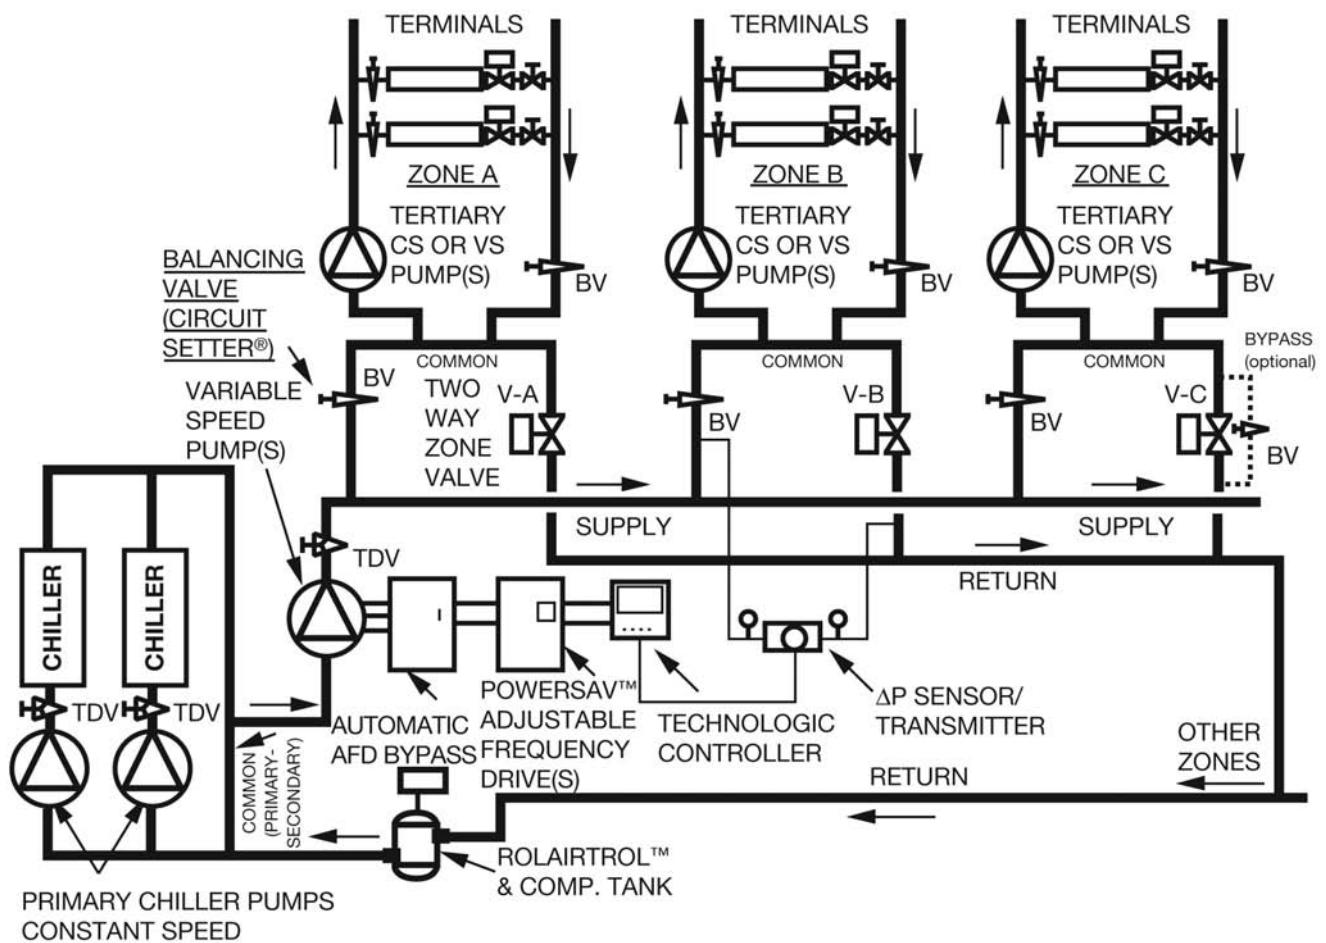 TERMINALS
TERMINALS
TERMINALS
ZONE A
ZONE B
ZONE C
TERTIARY
CS OR VS
PUMP(S)
TERTIARY
CS OR VS
PUMP(S)
TERTIARY
CS OR VS
PUMP(S)
BV
BV
BV
BALANCING
VALVE
(CIRCUIT
SETTER®)
VARIABLE
SPEED
PUMP(S)
BV
COMMON
TWO
WAY
ZONE
VALVE
V-A
COMMON
BV
V-B
COMMON
BV
V-C
BYPASS
(optional)
BV
SUPPLY
SUPPLY
RETURN
TDV
CHILLER
CHILLER
TDV
TDV
AUTOMATIC
AFD BYPASS
POWERSAV™
ADJUSTABLE
FREQUENCY
DRIVE(S)
TECHNOLOGIC
CONTROLLER
ΔP SENSOR/
TRANSMITTER
OTHER
ZONES
RETURN
COMMON
(PRIMARY-
SECONDARY)
ROLAIRTROL™
& COMP. TANK
PRIMARY CHILLER PUMPS
CONSTANT SPEED